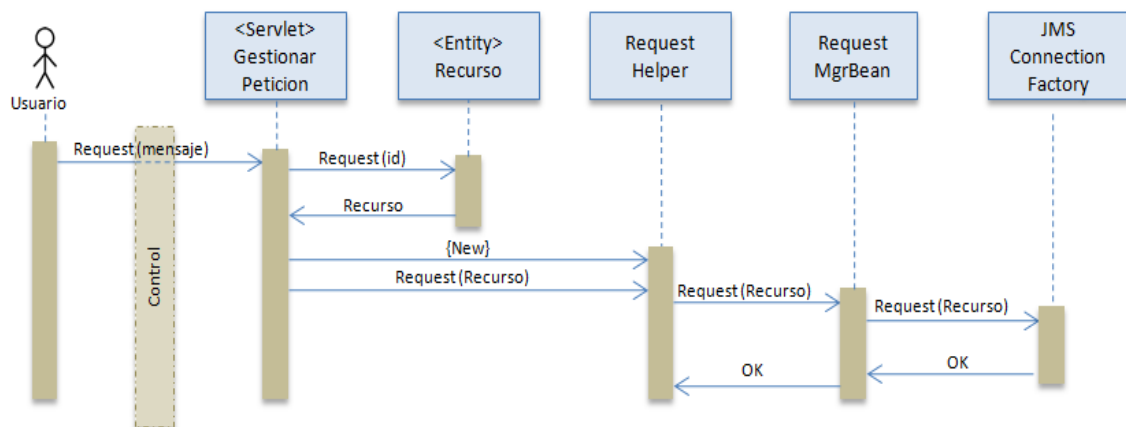 <Servlet>
Gestionar
Peticion
<Entity>
Recurso
Request
Helper
Request
MgrBean
JMS
Connection
Factory
Usuario
Control
Request(mensaje)
Request(id)
Recurso
{New}
Request(Recurso)
Request(Recurso)
Request(Recurso)
OK
OK